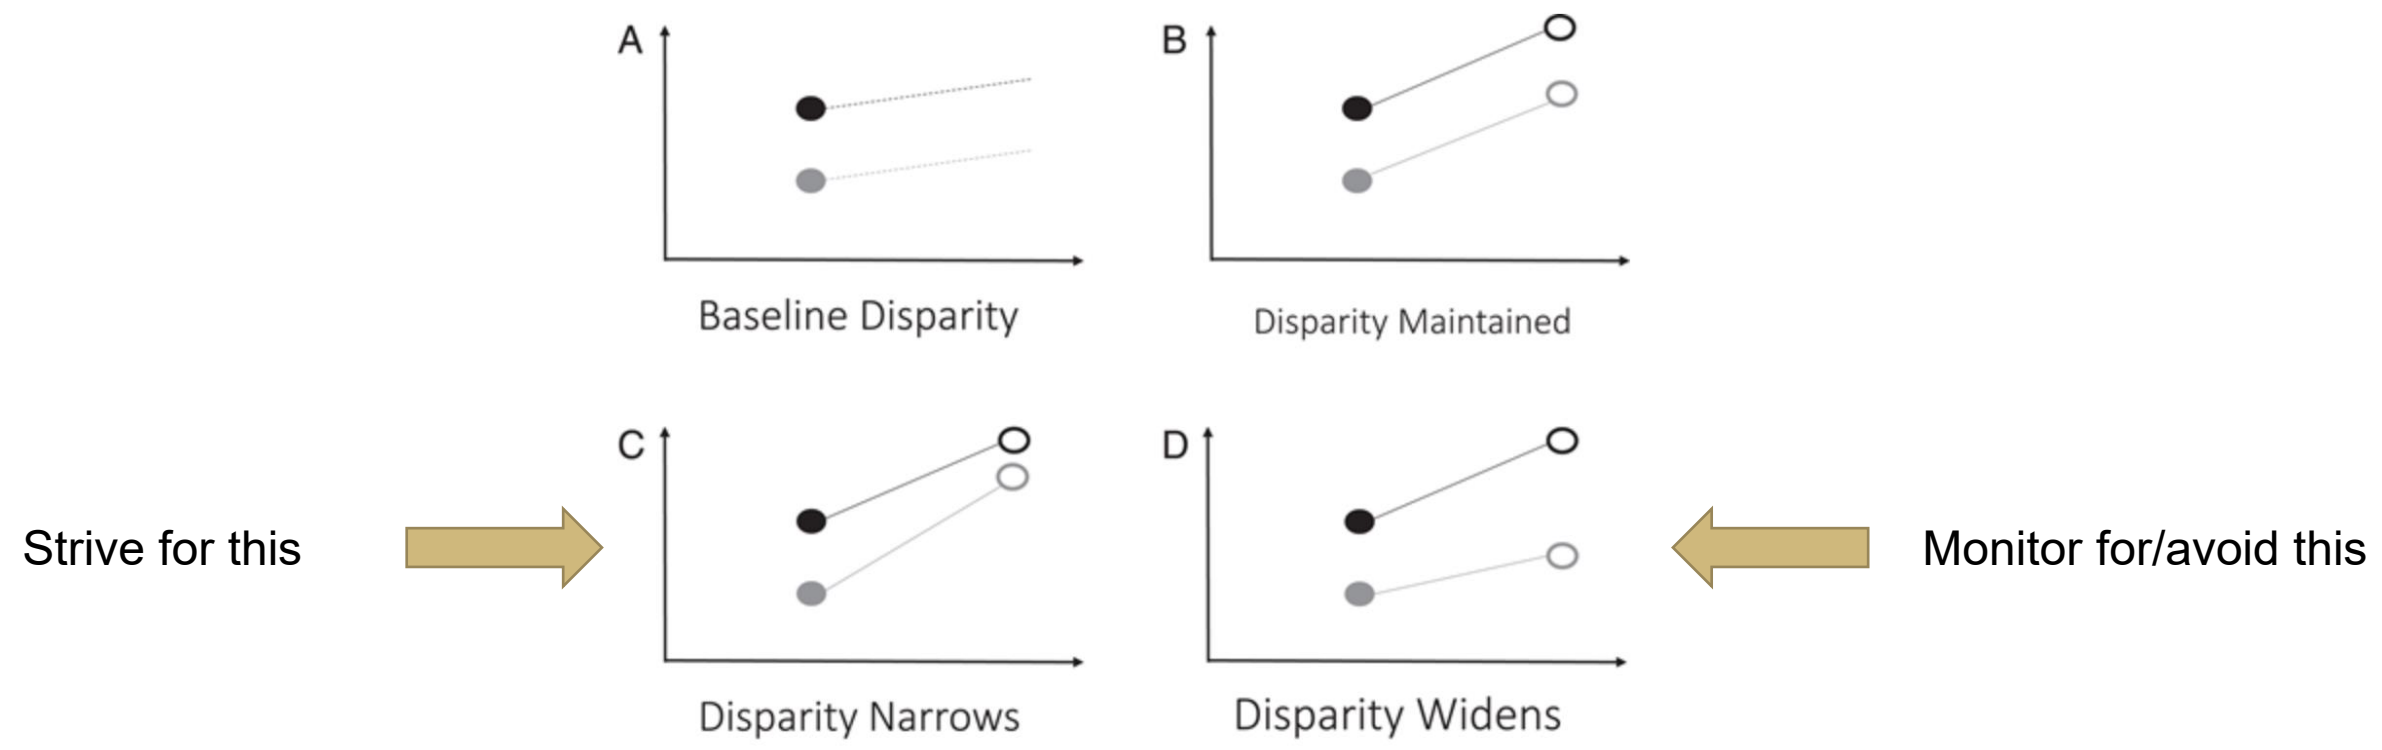 A
B
Baseline Disparity
Disparity Maintained
C
D
Strive for this
Monitor for/avoid this
Disparity Narrows
Disparity Widens